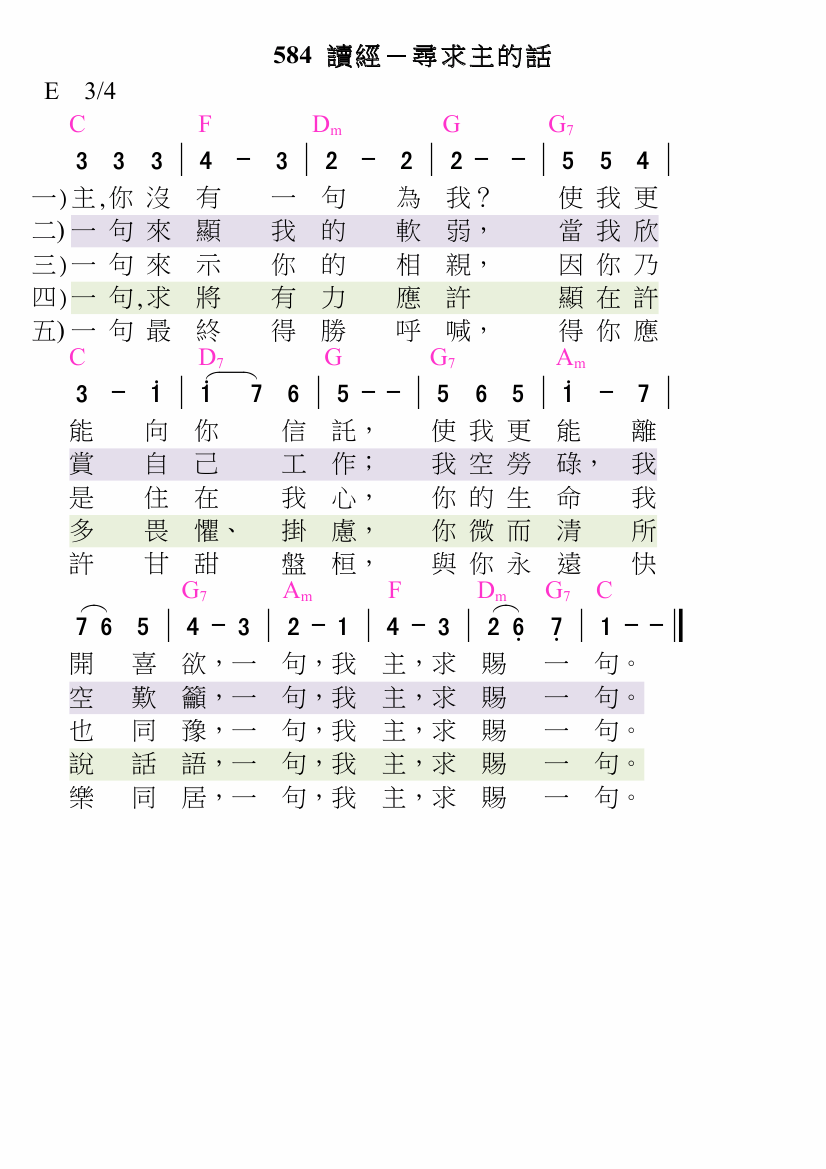 584 讀經－尋求主的話
E 3/4
C F Dm G G7
3 3 3 | 4 - 3 | 2 - 2 | 2 - - | 5 5 4 |
一)主,你沒有一句為我？ 使我更
二)一句來顯我的軟弱， 當我欣
三)一句來示你的相親， 因你乃
四)一句,求將有力應許 顯在許
五)一句最終得勝呼喊， 得你應
C D7 G G7 Am
3 - i | i 7 6 | 5 - - | 5 6 5 | i - 7 |
能向你信託， 使我更能離
賞自己工作； 我空勞碌，我
是住在我心， 你的生命我
多畏懼、掛慮， 你微而清所
許甘甜盤桓， 與你永遠快
G7 Am F Dm G7 C
7 6 5 | 4 - 3 | 2 - 1 | 4 - 3 | 2 6̣ 7̣ | 1 - - ||
開喜欲，一句，我主，求賜一句。
空歎籲，一句，我主，求賜一句。
也同豫，一句，我主，求賜一句。
說話語，一句，我主，求賜一句。
樂同居，一句，我主，求賜一句。